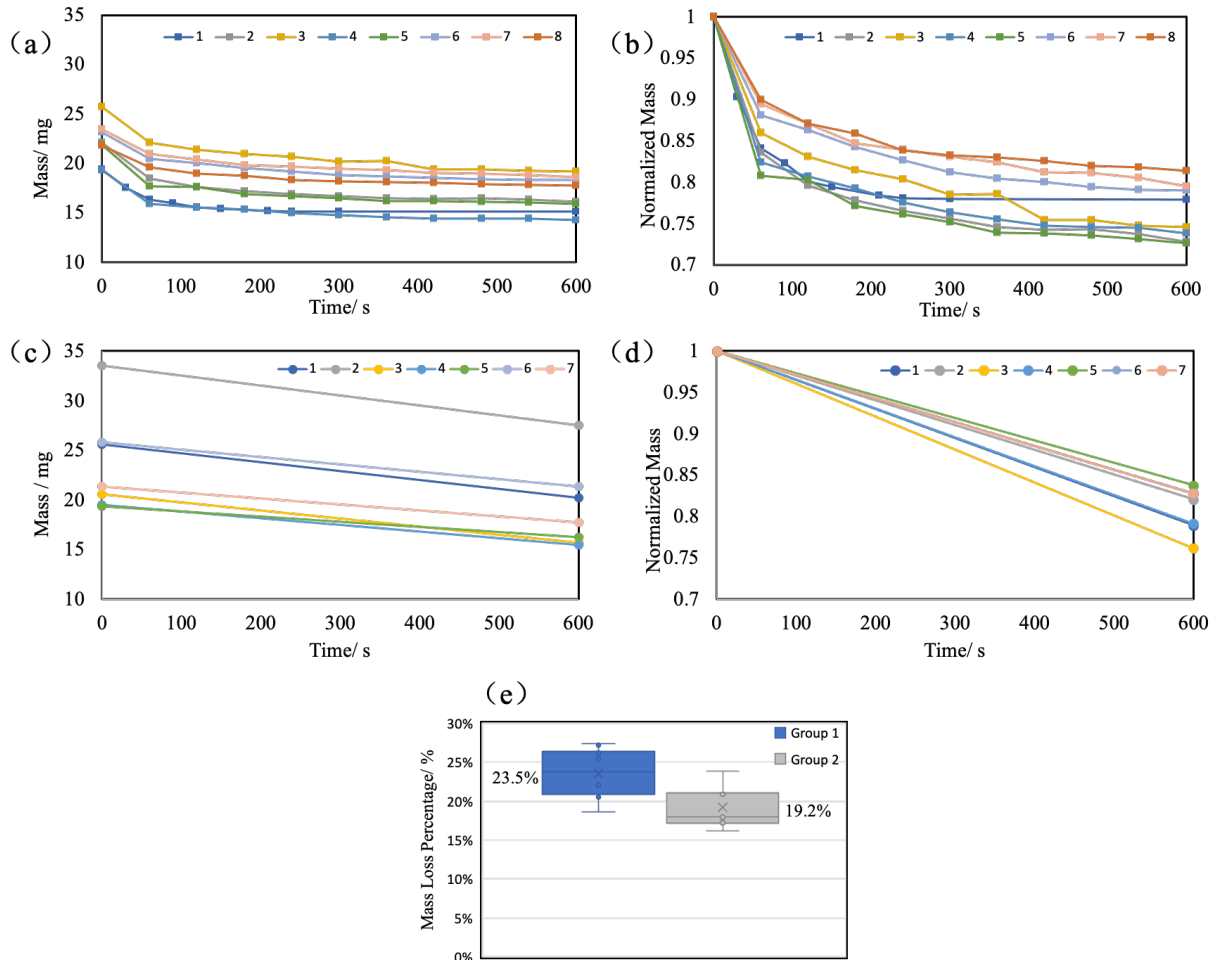 (a)
35
30
25
20
15
10
Mass/ mg
1 2 3 4 5 6 7 8
0 100 200 300 400 500 600
Time/ s
(b)
1
0.95
0.9
0.85
0.8
0.75
0.7
Normalized Mass
1 2 3 4 5 6 7 8
0 100 200 300 400 500 600
Time/ s
(c)
35
30
25
20
15
10
Mass / mg
1 2 3 4 5 6 7
0 100 200 300 400 500 600
Time/ s
(d)
1
0.95
0.9
0.85
0.8
0.75
0.7
Normalized Mass
1 2 3 4 5 6 7
0 100 200 300 400 500 600
Time/ s
(e)
30%
25%
20%
15%
10%
5%
0%
Mass Loss Percentage/ %
Group 1
Group 2
23.5%
19.2%